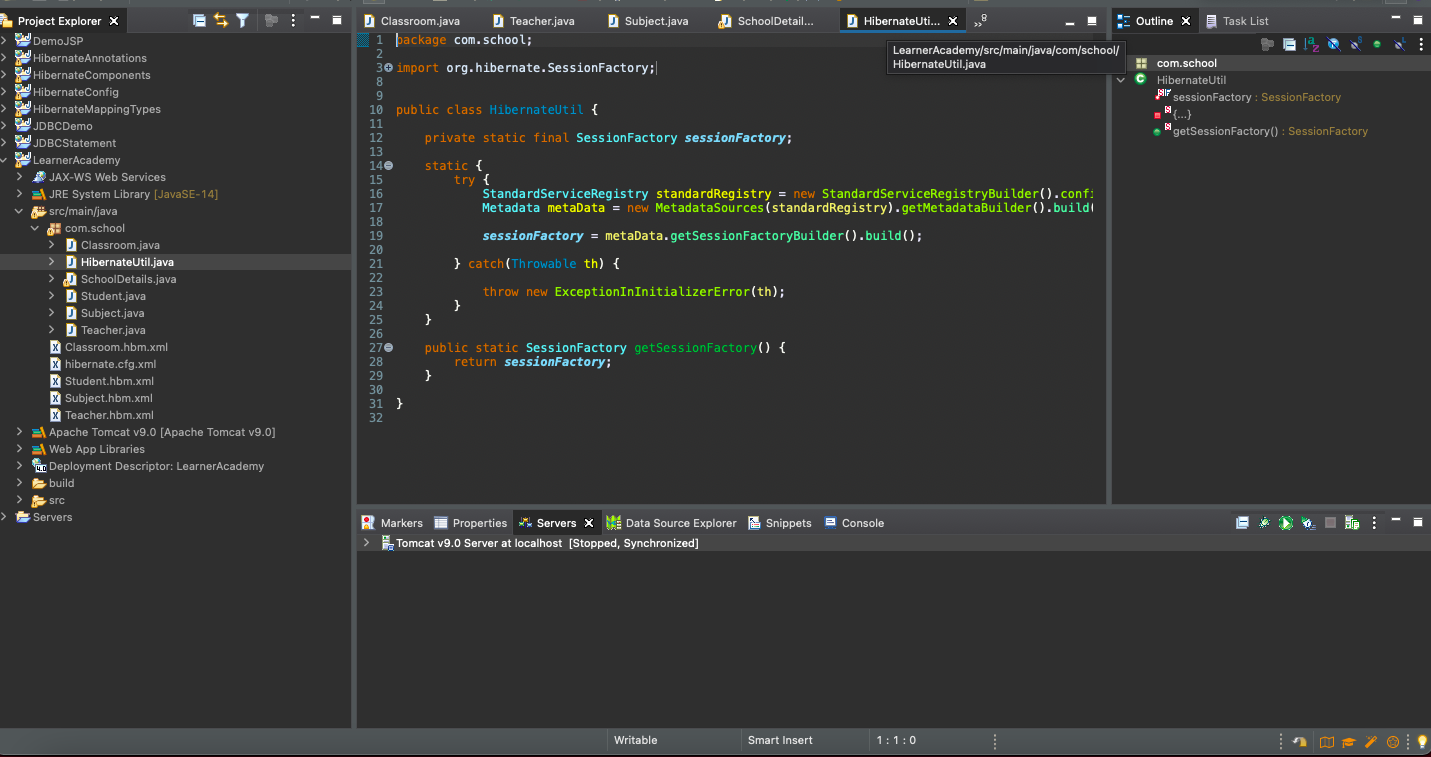 Project Explorer
DemoJSP
HibernateAnnotations
HibernateComponents
HibernateConfig
HibernateMappingTypes
JDBCDemo
JDBCStatement
LearnerAcademy
JAX-WS Web Services
JRE System Library [JavaSE-14]
src/main/java
com.school
Classroom.java
HibernateUtil.java
SchoolDetails.java
Student.java
Subject.java
Teacher.java
Classroom.hbm.xml
hibernate.cfg.xml
Student.hbm.xml
Subject.hbm.xml
Teacher.hbm.xml
Apache Tomcat v9.0 [Apache Tomcat v9.0]
Web App Libraries
Deployment Descriptor: LearnerAcademy
build
src
Servers
Classroom.java Teacher.java Subject.java SchoolDetail... HibernateUti... »8
LearnerAcademy/src/main/java/com/school/
HibernateUtil.java
1 package com.school;
2
3 import org.hibernate.SessionFactory;
8
9
10 public class HibernateUtil {
11
12 private static final SessionFactory sessionFactory;
13
14 static {
15 try {
16 StandardServiceRegistry standardRegistry = new StandardServiceRegistryBuilder().confi
17 Metadata metaData = new MetadataSources(standardRegistry).getMetadataBuilder().build(
18
19 sessionFactory = metaData.getSessionFactoryBuilder().build();
20
21 } catch(Throwable th) {
22
23 throw new ExceptionInInitializerError(th);
24 }
25 }
26
27 public static SessionFactory getSessionFactory() {
28 return sessionFactory;
29 }
30
31 }
32
Outline Task List
com.school
HibernateUtil
sessionFactory : SessionFactory
{...}
getSessionFactory() : SessionFactory
Markers Properties Servers Data Source Explorer Snippets Console
Tomcat v9.0 Server at localhost [Stopped, Synchronized]
Writable Smart Insert 1 : 1 : 0